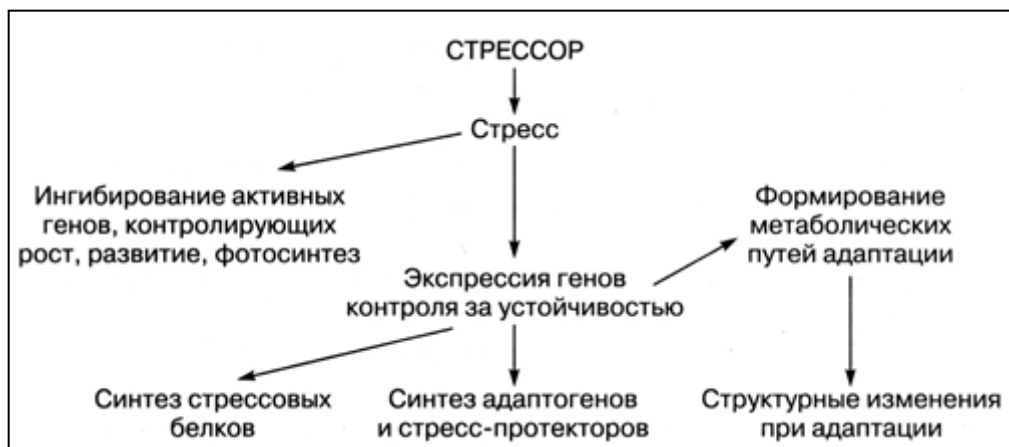 СТРЕССОР
Стресс
Ингибирование активных
генов, контролирующих
рост, развитие, фотосинтез
Формирование
метаболических
путей адаптации
Экспрессия генов
контроля за устойчивостью
Синтез стрессовых
белков
Синтез адаптогенов
и стресс-протекторов
Структурные изменения
при адаптации